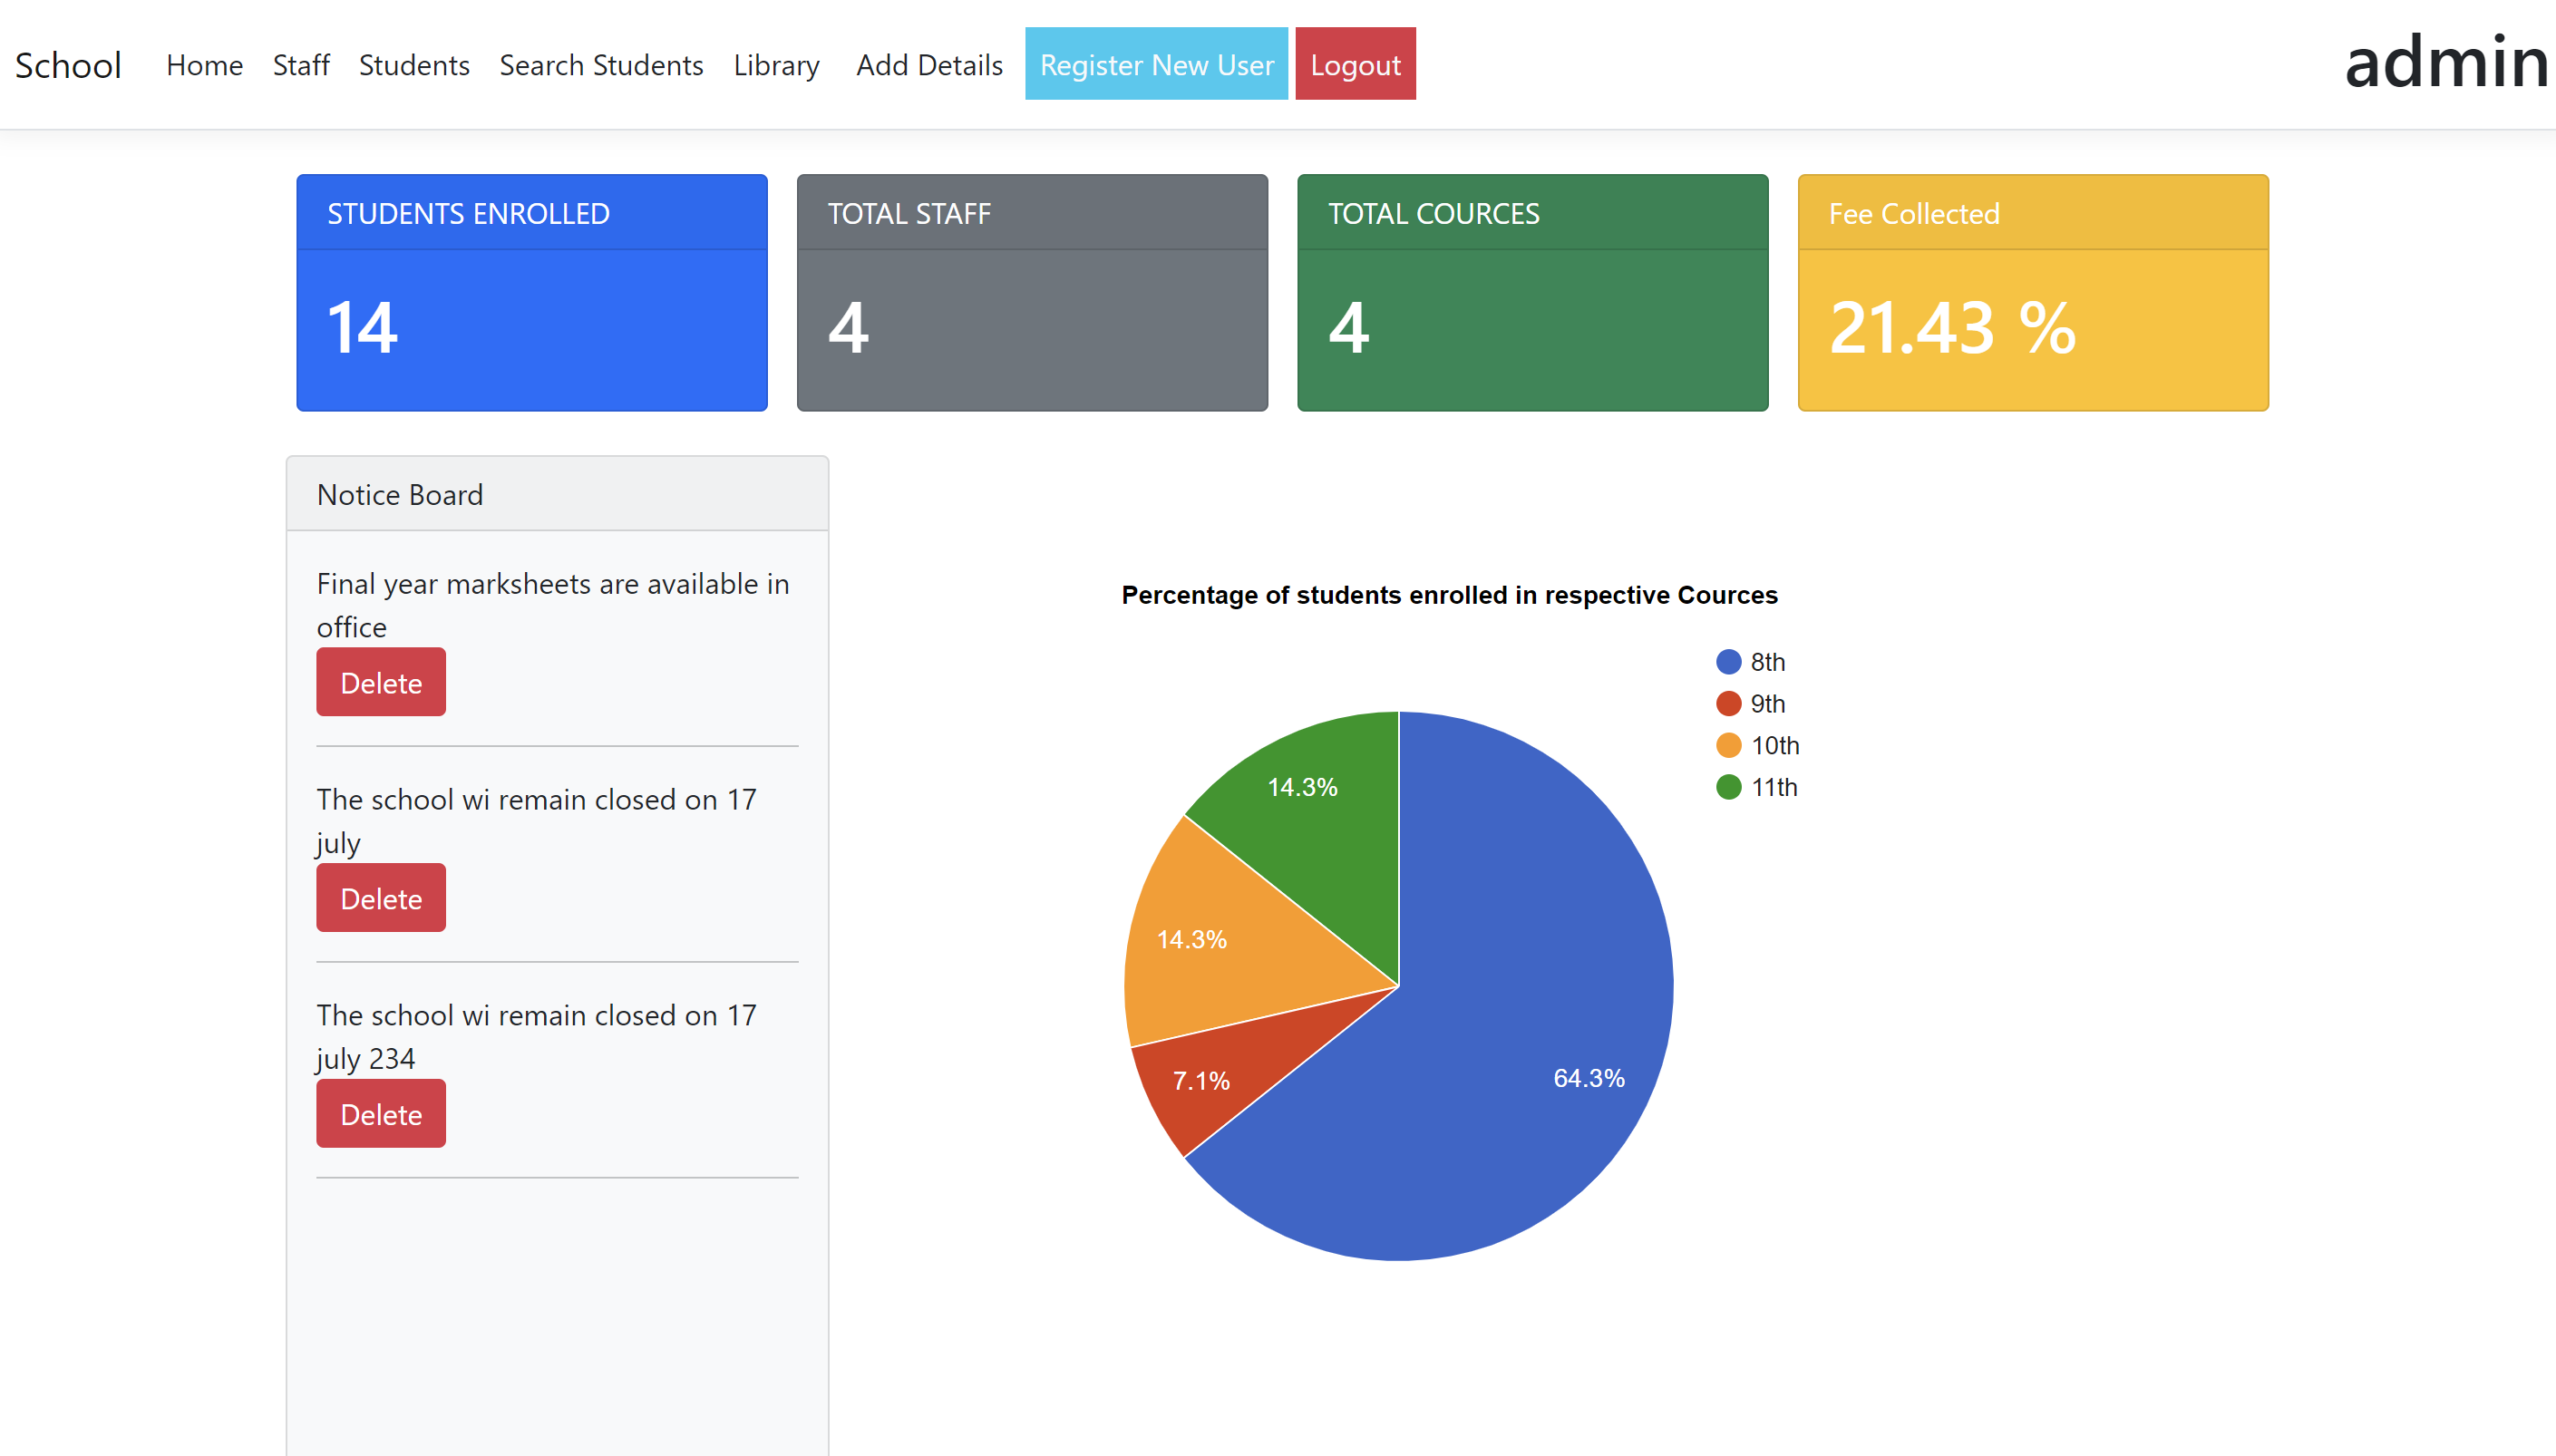 School Home Staff Students Search Students Library Add Details Register New User Logout admin
STUDENTS ENROLLED
14
TOTAL STAFF
4
TOTAL COURCES
4
Fee Collected
21.43 %
Notice Board
Final year marksheets are available in
office
Delete
The school wi remain closed on 17
july
Delete
The school wi remain closed on 17
july 234
Delete
Percentage of students enrolled in respective Cources
8th
9th
10th
11th
14.3%
14.3%
7.1%
64.3%